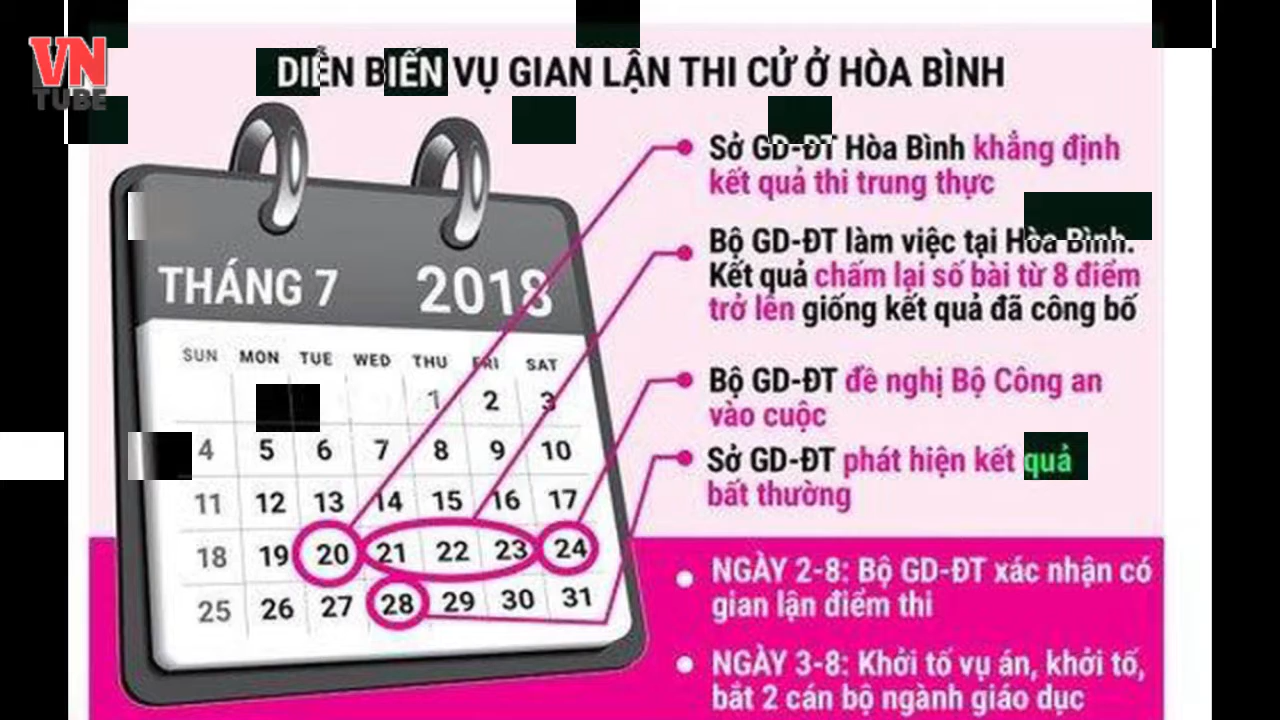 VN
TUBE
DIỄN BIẾN VỤ GIAN LẬN THI CỬ Ở HÒA BÌNH
Sở GD-ĐT Hòa Bình khẳng định
kết quả thi trung thực
Bộ GD-ĐT làm việc tại Hòa Bình.
Kết quả chấm lại số bài từ 8 điểm
trở lên giống kết quả đã công bố
Bộ GD-ĐT đề nghị Bộ Công an
vào cuộc
Sở GD-ĐT phát hiện kết quả
bất thường
THÁNG 7 2018
SUN MON TUE WED THU FRI SAT
1 2 3
4 5 6 7 8 9 10
11 12 13 14 15 16 17
18 19 20 21 22 23 24
25 26 27 28 29 30 31
NGÀY 2-8: Bộ GD-ĐT xác nhận có
gian lận điểm thi
NGÀY 3-8: Khởi tố vụ án, khởi tố,
bắt 2 cán bộ ngành giáo dục